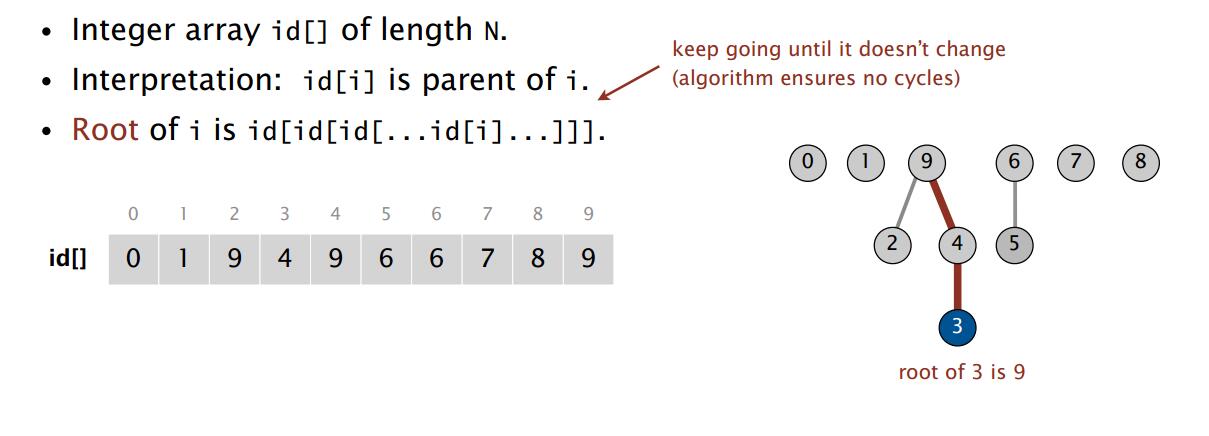 • Integer array id[] of length N.
• Interpretation: id[i] is parent of i.
• Root of i is id[id[id[...id[i]...]]].
keep going until it doesn’t change
(algorithm ensures no cycles)
0 1 2 3 4 5 6 7 8 9
id[] 0 1 9 4 9 6 6 7 8 9
0 1 9 6 7 8
2 4 5
3
root of 3 is 9